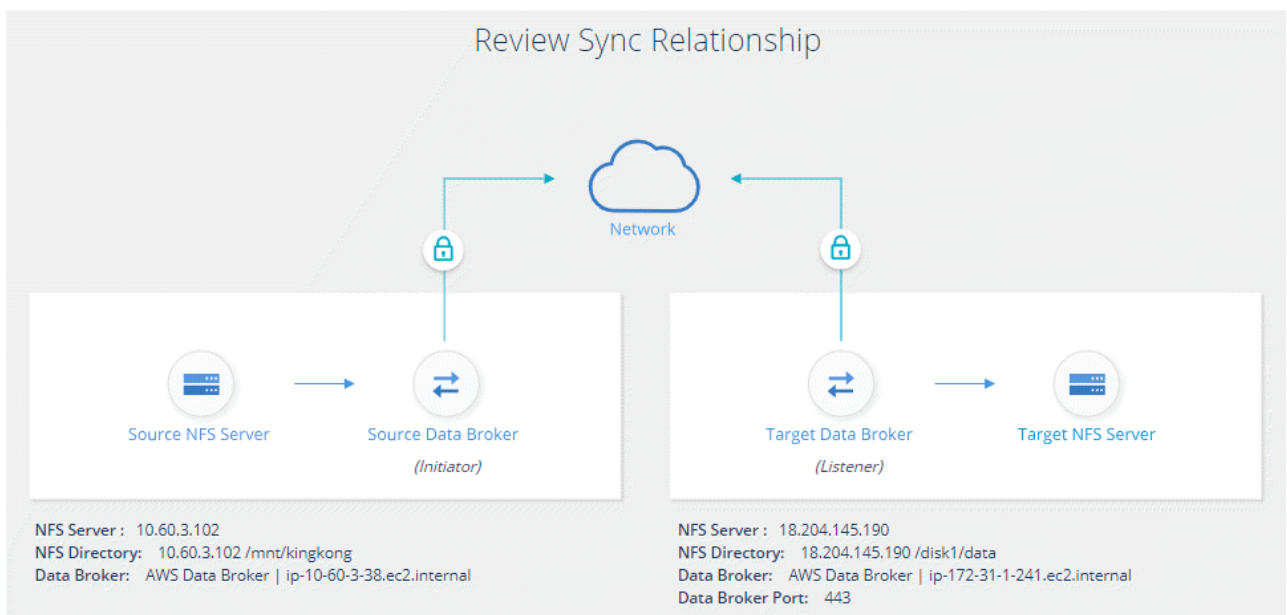 Review Sync Relationship
Network
Source NFS Server
Source Data Broker
(Initiator)
Target Data Broker
(Listener)
Target NFS Server
NFS Server : 10.60.3.102
NFS Directory: 10.60.3.102 /mnt/kingkong
Data Broker: AWS Data Broker | ip-10-60-3-38.ec2.internal
NFS Server : 18.204.145.190
NFS Directory: 18.204.145.190 /disk1/data
Data Broker: AWS Data Broker | ip-172-31-1-241.ec2.internal
Data Broker Port: 443